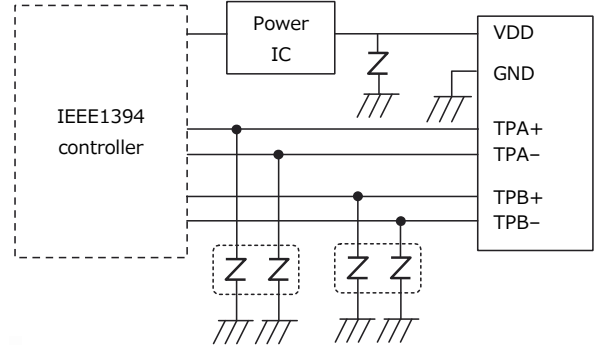 Power
IC
IEEE1394
controller
VDD
GND
TPA+
TPA–
TPB+
TPB–